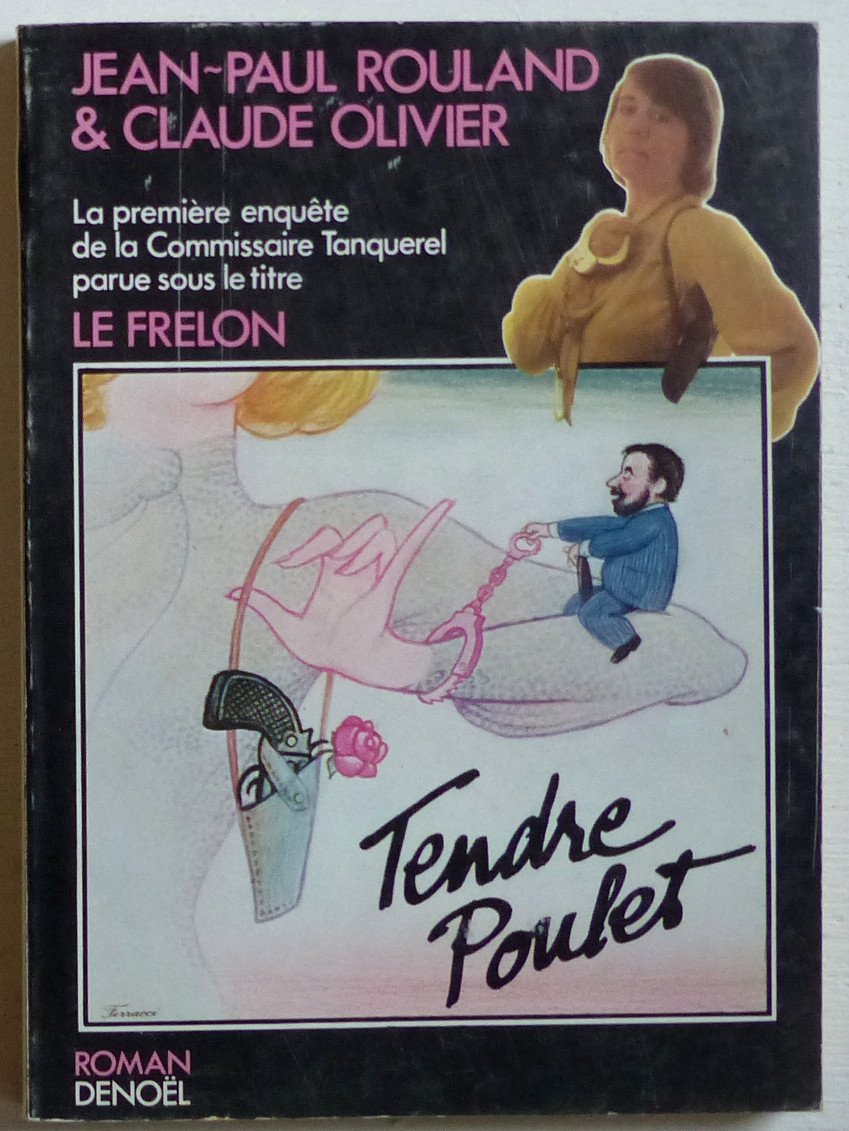 JEAN-PAUL ROULAND
& CLAUDE OLIVIER
La première enquête
de la Commissaire Tanquerel
parue sous le titre
LE FRELON
Tendre
Poulet
Ferracci
ROMAN
DENOËL